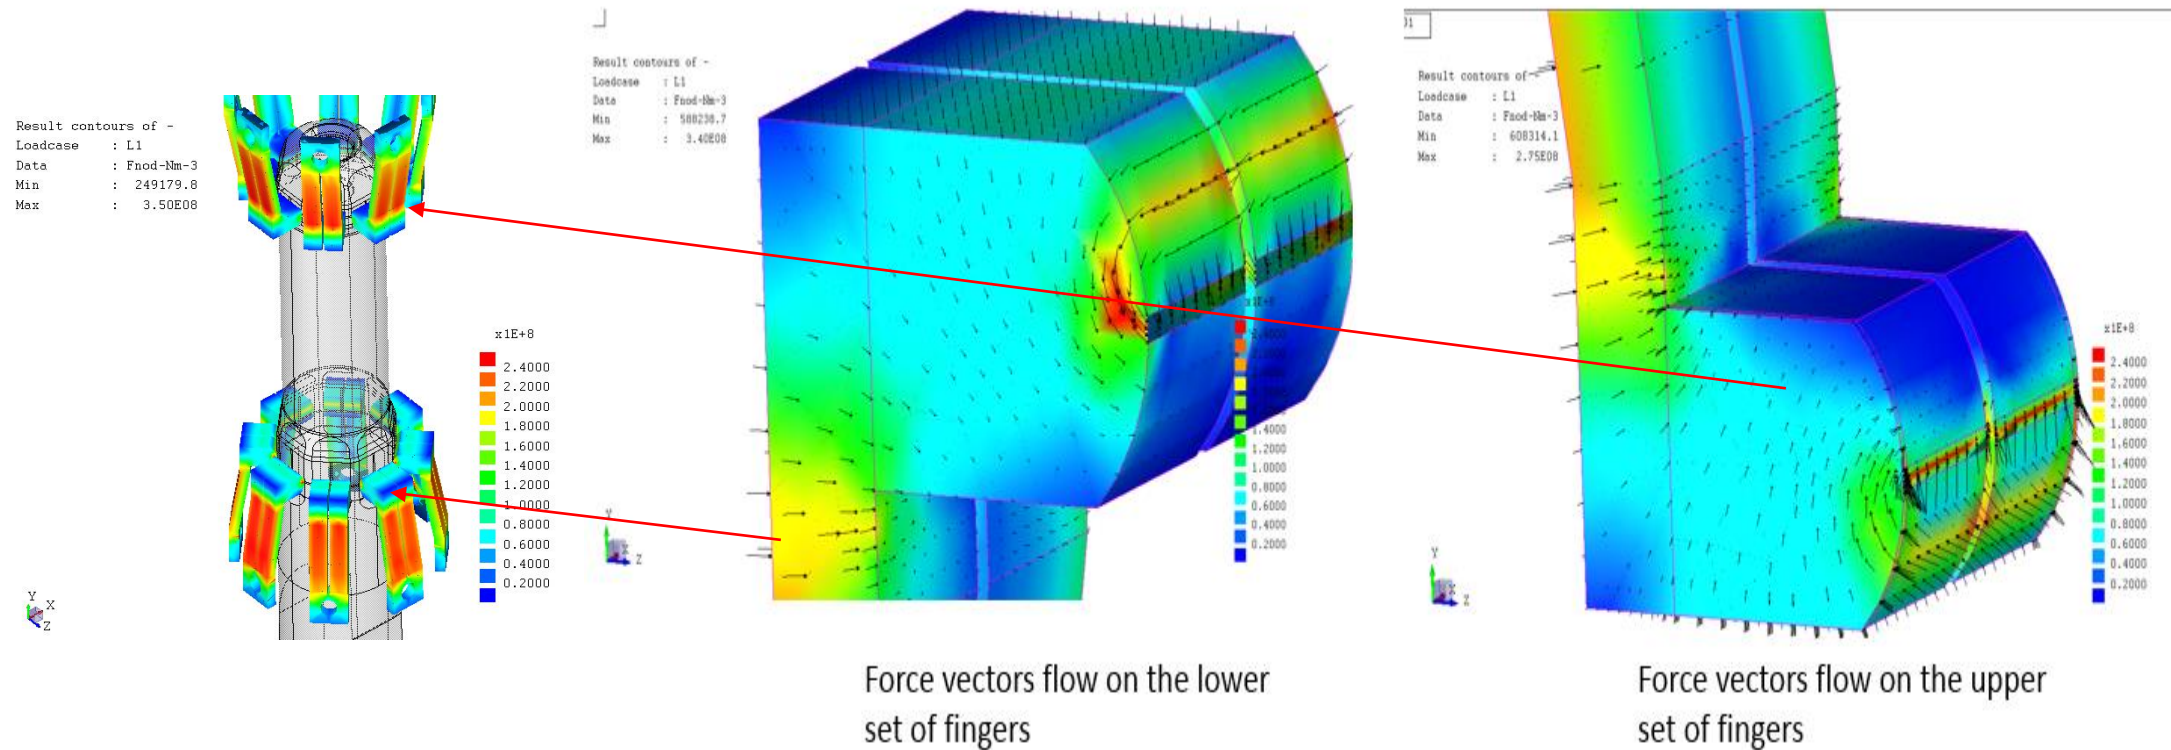 Result contours of -
Loadcase : L1
Data : Fnod-Nm-3
Min : 249179.8
Max : 3.50E08
x1E+8
2.4000
2.2000
2.0000
1.8000
1.6000
1.4000
1.2000
1.0000
0.8000
0.6000
0.4000
0.2000
Y
X
Z
Result contours of -
Loadcase : L1
Data : Fnod-Nm-3
Min : 588238.7
Max : 3.40E08
x1E+8
1.4000
1.2000
1.0000
0.8000
0.6000
0.4000
0.2000
Y
Z
Force vectors flow on the lower
set of fingers
Result contours of -
Loadcase : L1
Data : Fnod-Nm-3
Min : 608314.1
Max : 2.75E08
x1E+8
2.4000
2.2000
2.0000
1.8000
1.6000
1.4000
1.2000
1.0000
0.8000
0.6000
0.4000
0.2000
Y
Z
Force vectors flow on the upper
set of fingers